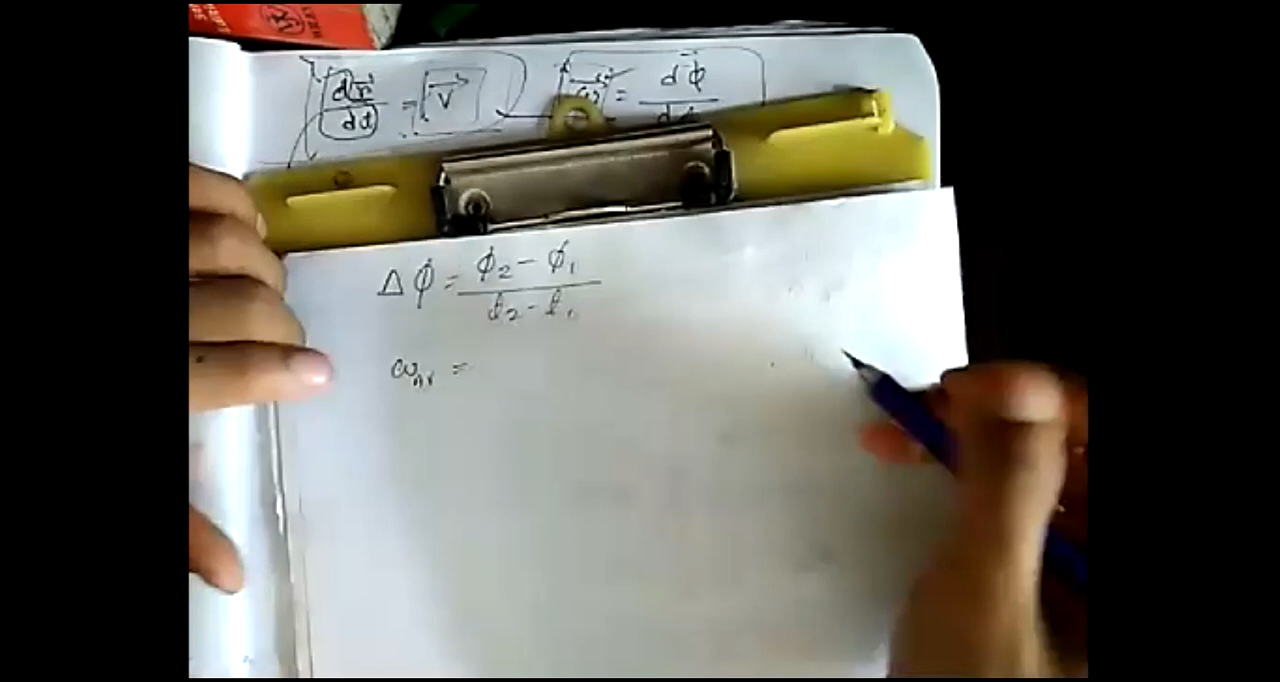 dr⃗/dt = v⃗ ω⃗ = dϕ⃗/dt
Δϕ = ϕ₂ - ϕ₁ / t₂ - t₁
ωₐᵥ =